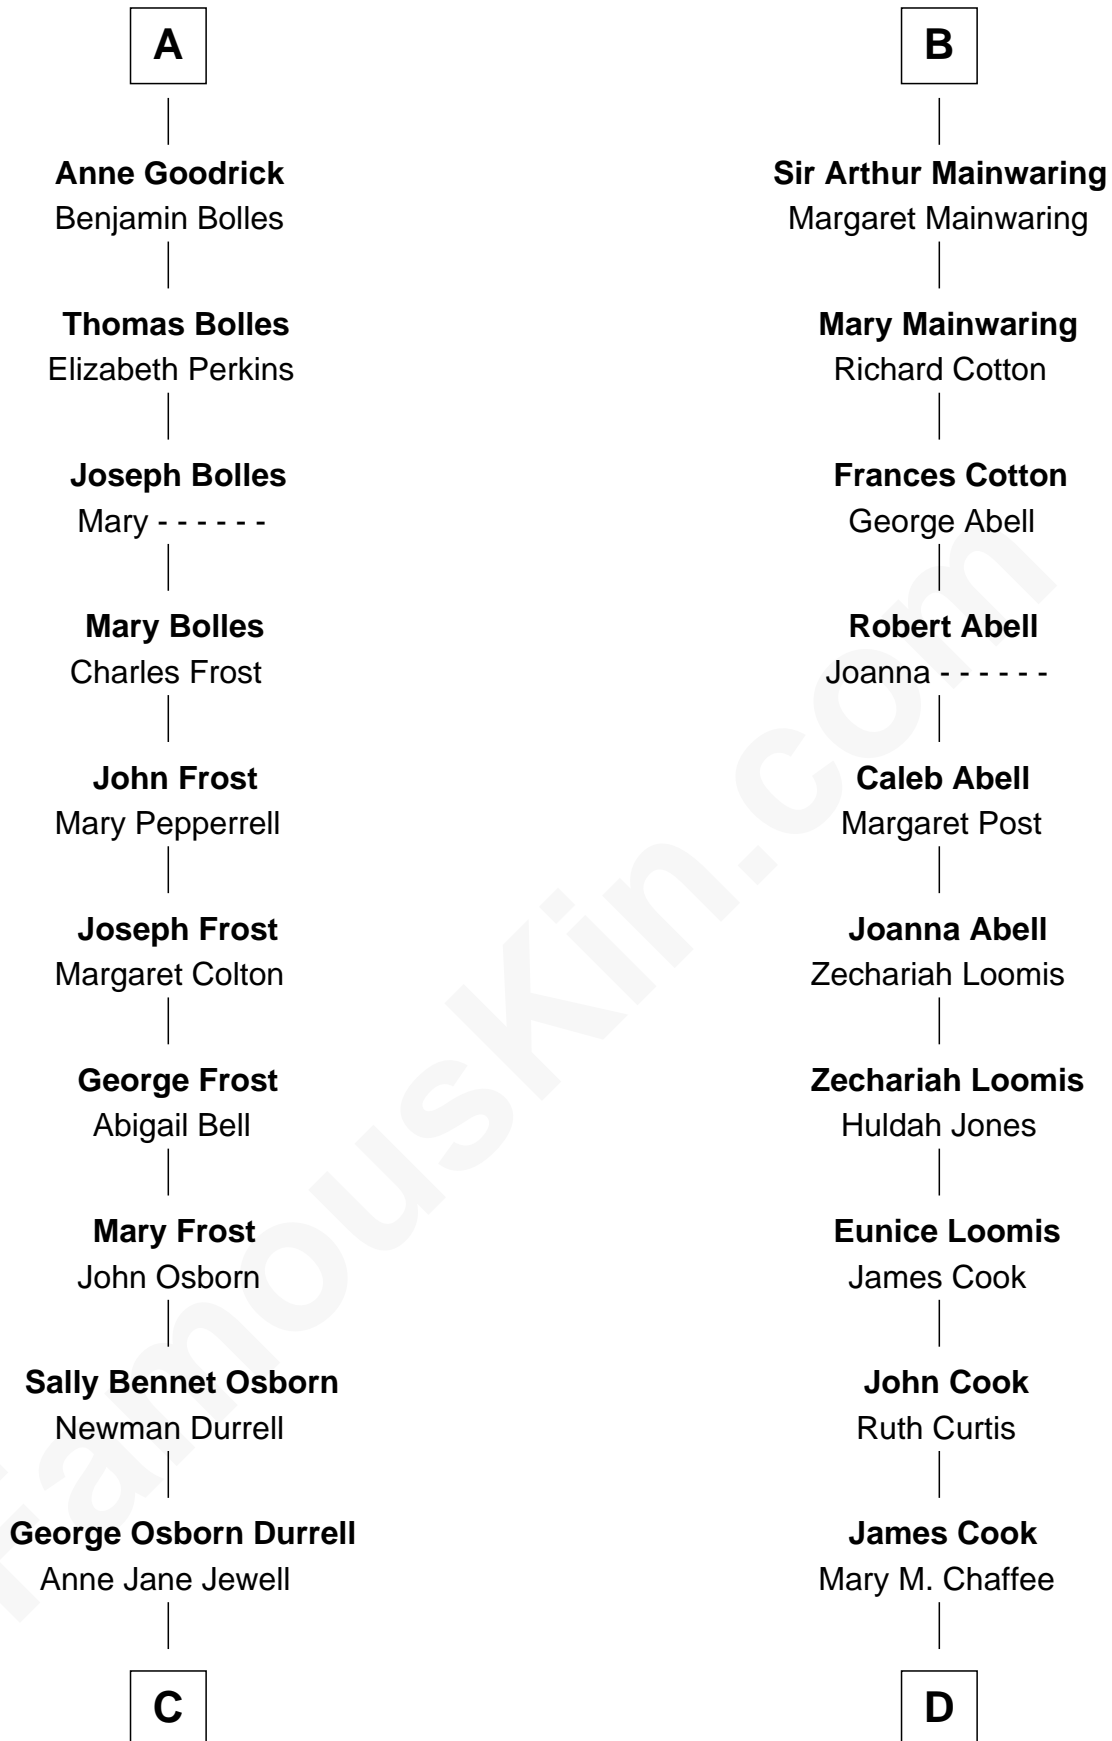 A
Anne Goodrick
Benjamin Bolles
Thomas Bolles
Elizabeth Perkins
Joseph Bolles
Mary - - - - - -
Mary Bolles
Charles Frost
John Frost
Mary Pepperrell
Joseph Frost
Margaret Colton
George Frost
Abigail Bell
Mary Frost
John Osborn
Sally Bennet Osborn
Newman Durrell
George Osborn Durrell
Anne Jane Jewell
C
B
Sir Arthur Mainwaring
Margaret Mainwaring
Mary Mainwaring
Richard Cotton
Frances Cotton
George Abell
Robert Abell
Joanna - - - - - -
Caleb Abell
Margaret Post
Joanna Abell
Zechariah Loomis
Zechariah Loomis
Huldah Jones
Eunice Loomis
James Cook
John Cook
Ruth Curtis
James Cook
Mary M. Chaffee
D
FamousKin.com